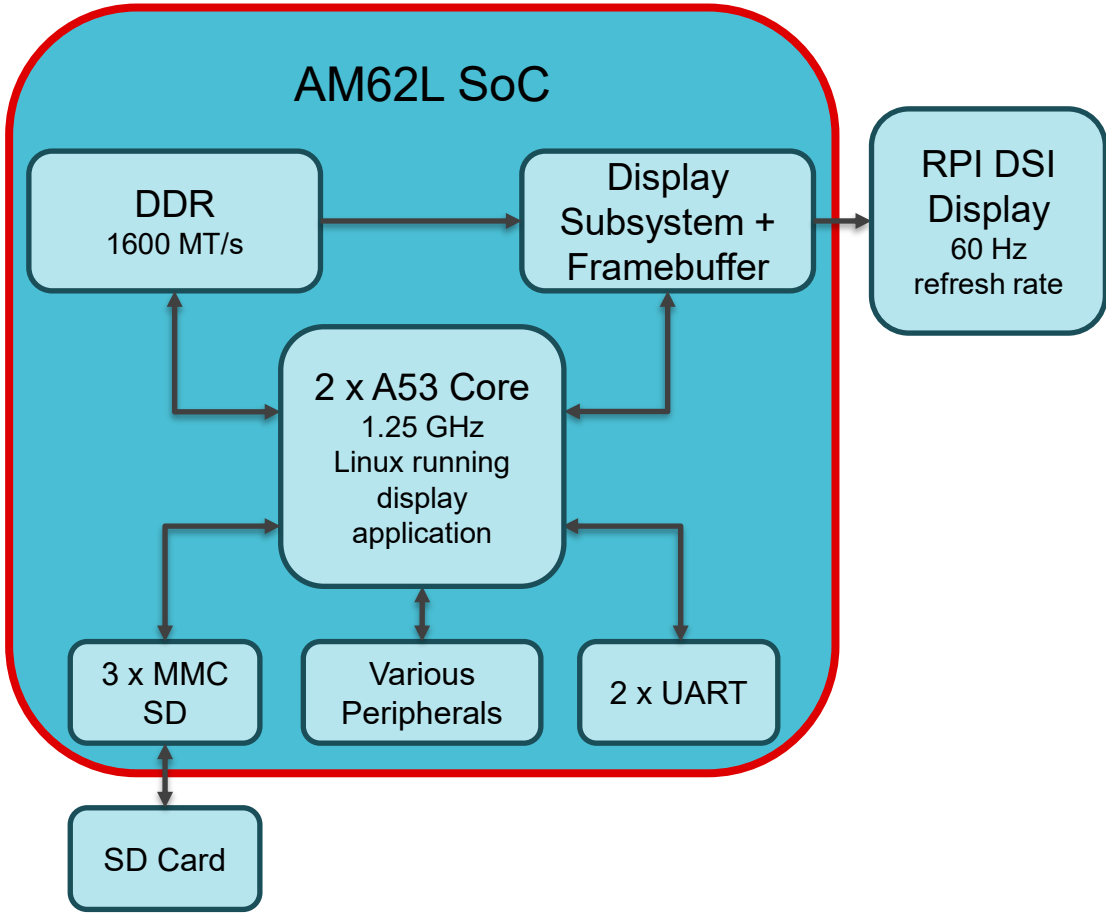 AM62L SoC
DDR
1600 MT/s
Display
Subsystem +
Framebuffer
RPI DSI
Display
60 Hz
refresh rate
2 x A53 Core
1.25 GHz
Linux running
display
application
3 x MMC
SD
Various
Peripherals
2 x UART
SD Card